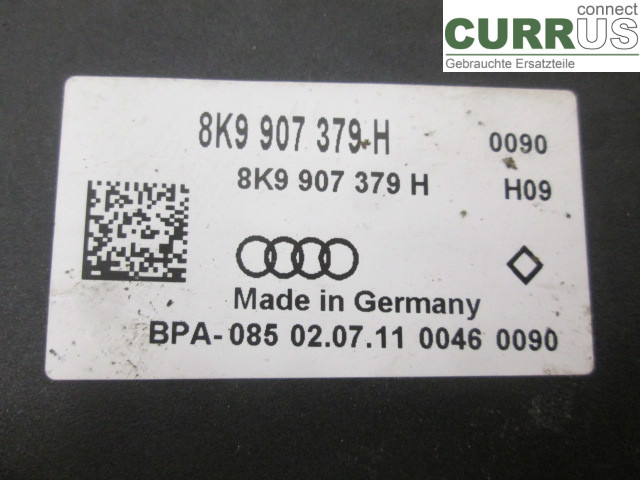 connect
CURRUS
Gebrauchte Ersatzteile
8K9 907 379 H 0090
8K9 907 379 H H09
Made in Germany
BPA-085 02.07.11 0046 0090